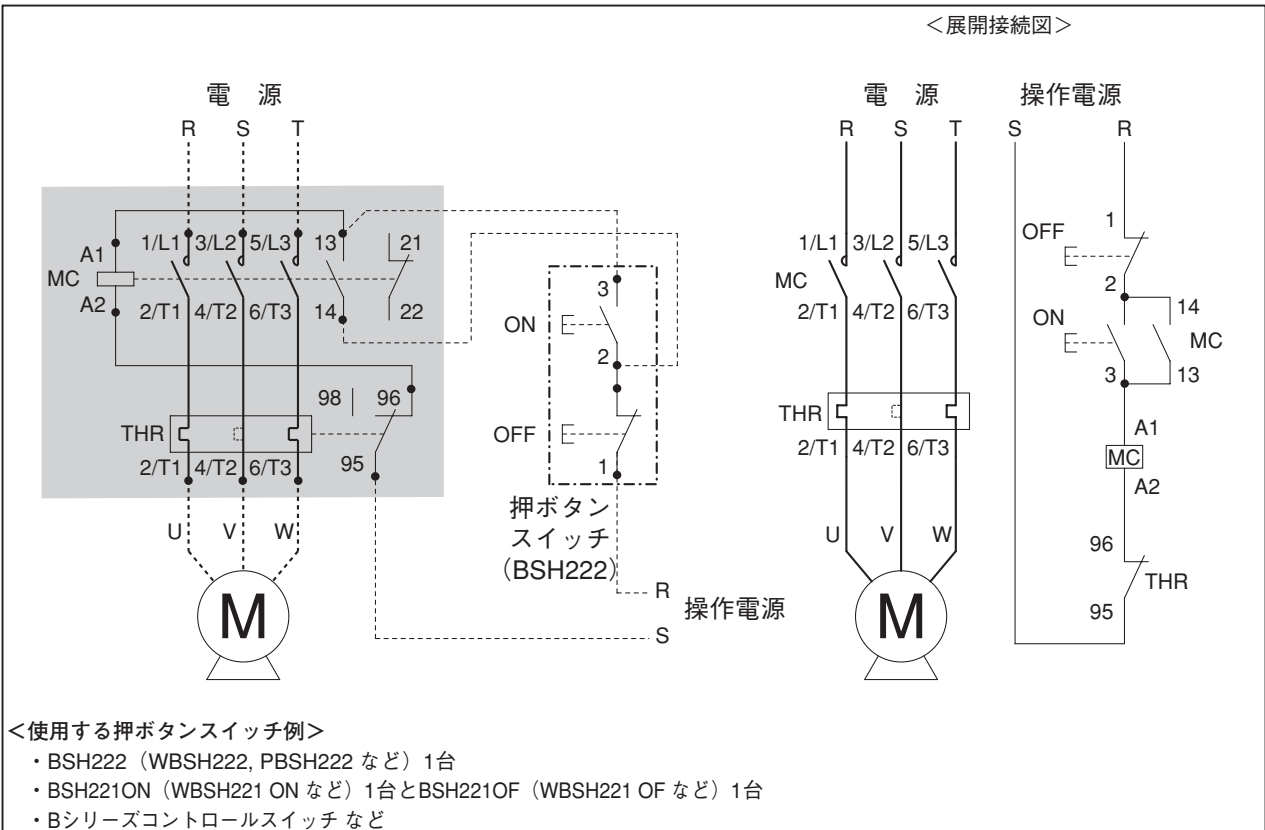 ＜展開接続図＞
電 源
電 源
操作電源
R S T
R S T
S R
1/L1 3/L2 5/L3 13 21
A1
MC
A2
2/T1 4/T2 6/T3 14 22
98 96
THR
2/T1 4/T2 6/T3 95
U V W
M
3
ON
2
OFF
1
押ボタン
スイッチ
（BSH222）
R
操作電源
S
1/L1 3/L2 5/L3
MC
2/T1 4/T2 6/T3
THR
2/T1 4/T2 6/T3
U V W
M
1
OFF
2
14
ON
MC
3 13
A1
MC
A2
96
THR
95
＜使用する押ボタンスイッチ例＞
・BSH222（WBSH222, PBSH222 など）1台
・BSH221ON（WBSH221 ON など）1台とBSH221OF（WBSH221 OF など）1台
・Bシリーズコントロールスイッチ など